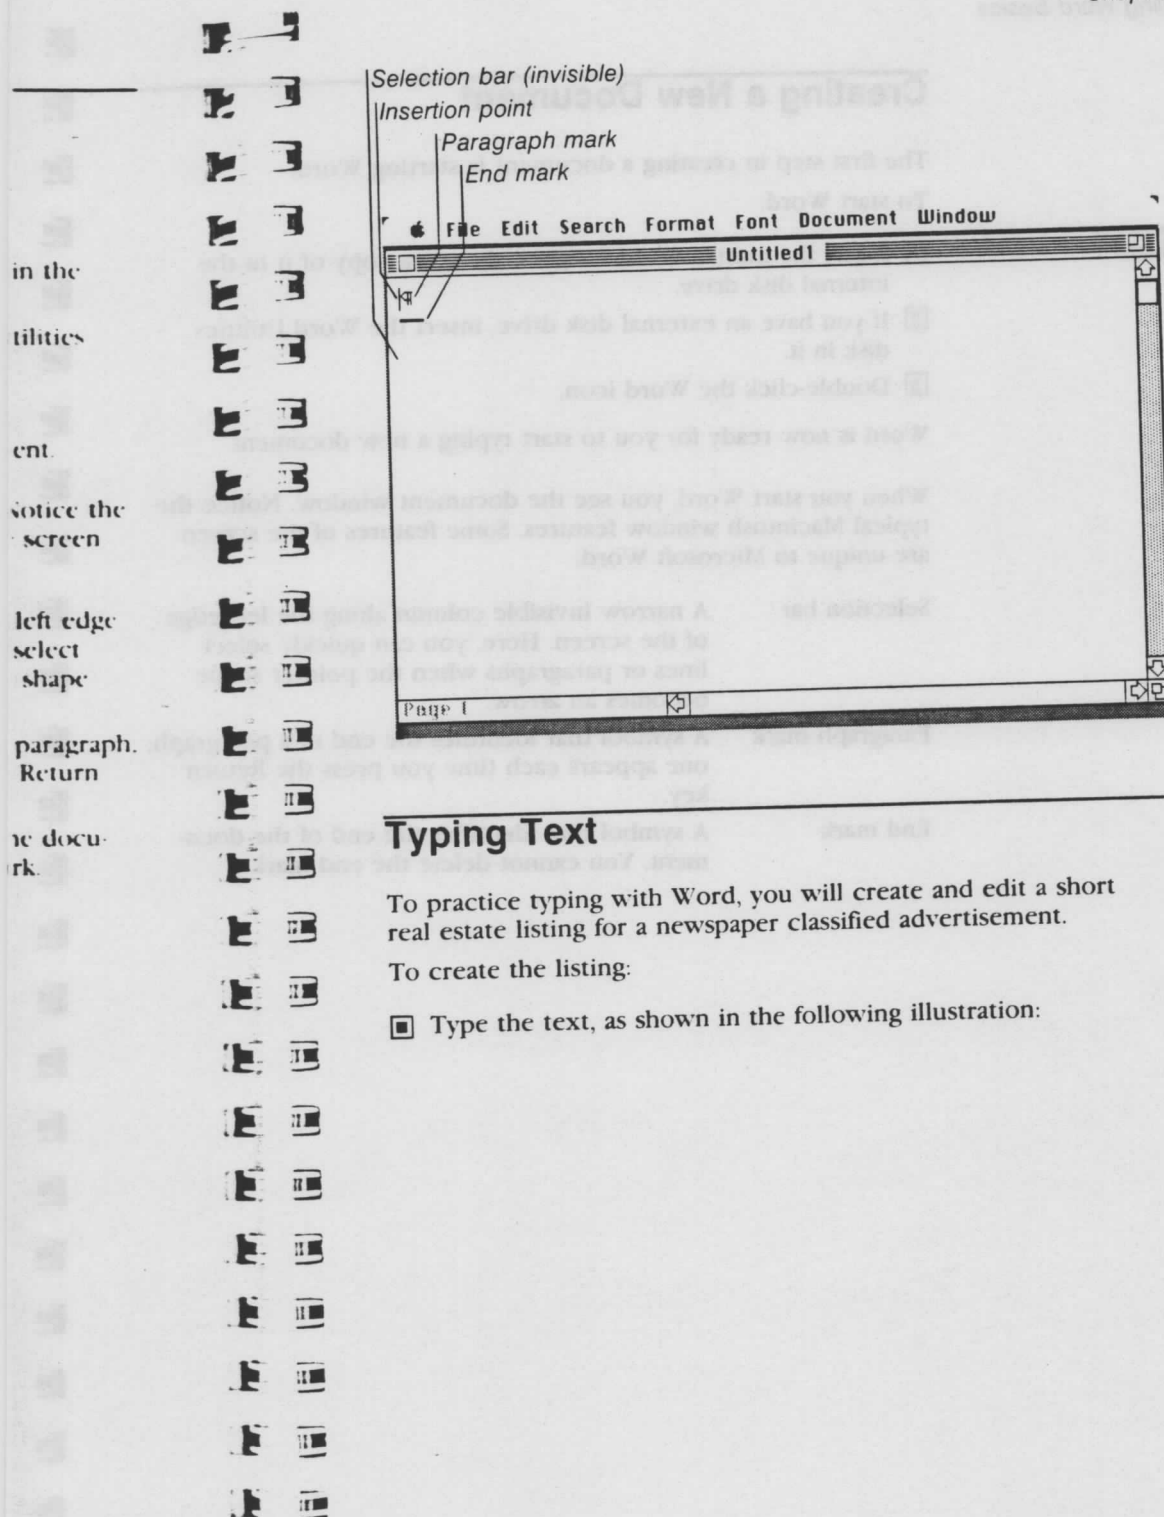 in the
tilities
ent.
Notice the
screen
left edge
select
shape
paragraph.
Return
ne docu-
rk.
Selection bar (invisible)
Insertion point
Paragraph mark
End mark
File Edit Search Format Font Document Window
Untitled1
¶
Page 1
Typing Text
To practice typing with Word, you will create and edit a short
real estate listing for a newspaper classified advertisement.
To create the listing:
Type the text, as shown in the following illustration: